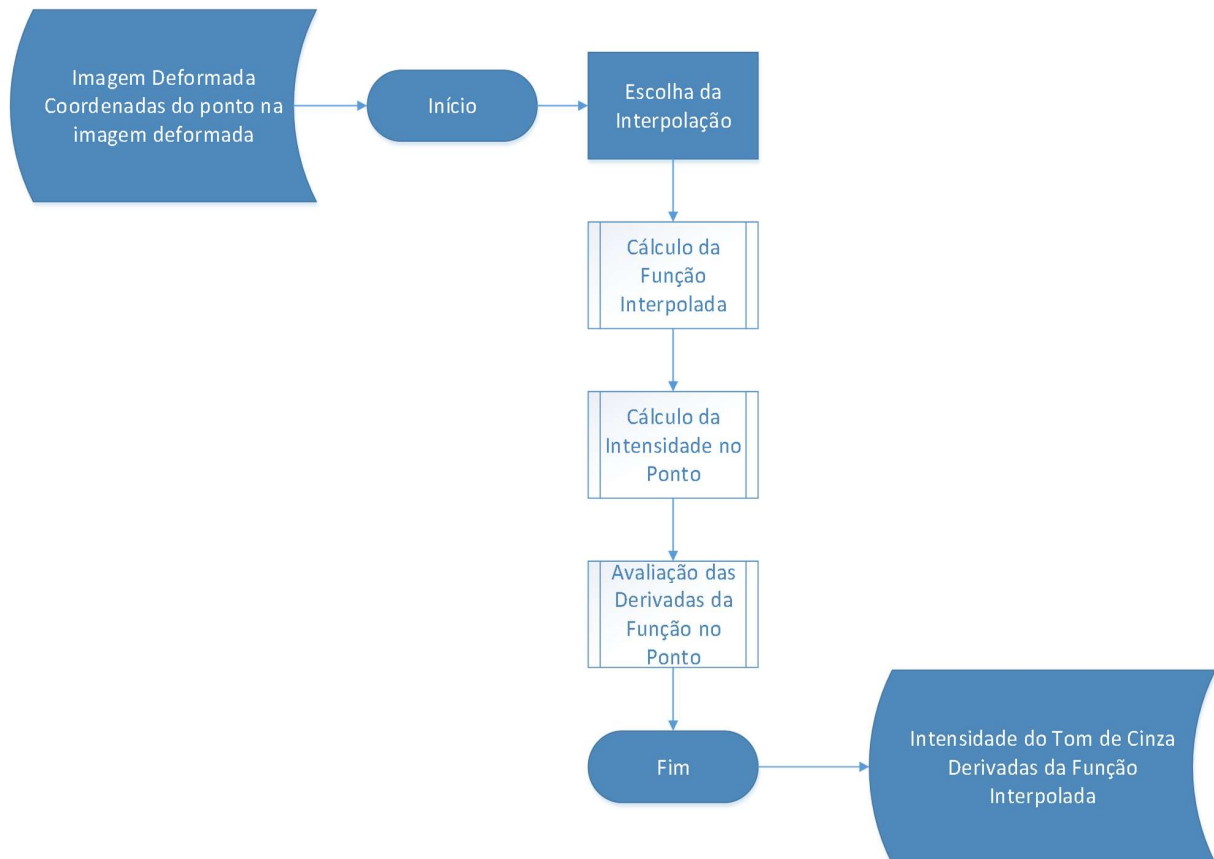 Imagem Deformada
Coordenadas do ponto na
imagem deformada
Início
Escolha da
Interpolação
Cálculo da
Função
Interpolada
Cálculo da
Intensidade no
Ponto
Avaliação das
Derivadas da
Função no
Ponto
Fim
Intensidade do Tom de Cinza
Derivadas da Função
Interpolada